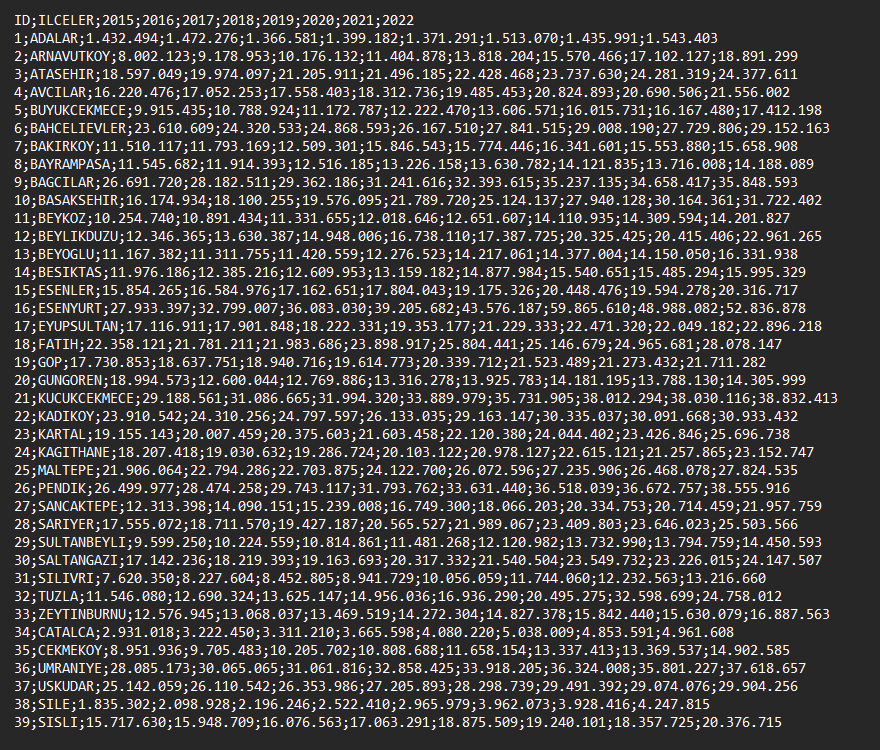 ID;ILCELER;2015;2016;2017;2018;2019;2020;2021;2022
1;ADALAR;1.432.494;1.472.276;1.366.581;1.399.182;1.371.291;1.513.070;1.435.991;1.543.403
2;ARNAVUTKOY;8.002.123;9.178.953;10.176.132;11.404.878;13.818.204;15.570.466;17.102.127;18.891.299
3;ATASEHIR;18.597.049;19.974.097;21.205.911;21.496.185;22.428.468;23.737.630;24.281.319;24.377.611
4;AVCILAR;16.220.476;17.052.253;17.558.403;18.312.736;19.485.453;20.824.893;20.690.506;21.556.002
5;BUYUKCEKMECE;9.915.435;10.788.924;11.172.787;12.222.470;13.606.571;16.015.731;16.167.480;17.412.198
6;BAHCELIEVLER;23.610.609;24.320.533;24.868.593;26.167.510;27.841.515;29.008.190;27.729.806;29.152.163
7;BAKIRKOY;11.510.117;11.793.169;12.509.301;15.846.543;15.774.446;16.341.601;15.553.880;15.658.908
8;BAYRAMPASA;11.545.682;11.914.393;12.516.185;13.226.158;13.630.782;14.121.835;13.716.008;14.188.089
9;BAGCILAR;26.691.720;28.182.511;29.362.186;31.241.616;32.393.615;35.237.135;34.658.417;35.848.593
10;BASAKSEHIR;16.174.934;18.100.255;19.576.095;21.789.720;25.124.137;27.940.128;30.164.361;31.722.402
11;BEYKOZ;10.254.740;10.891.434;11.331.655;12.018.646;12.651.607;14.110.935;14.309.594;14.201.827
12;BEYLIKDUZU;12.346.365;13.630.387;14.948.006;16.738.110;17.387.725;20.325.425;20.415.406;22.961.265
13;BEYOGLU;11.167.382;11.311.755;11.420.559;12.276.523;14.217.061;14.377.004;14.150.050;16.331.938
14;BESIKTAS;11.976.186;12.385.216;12.609.953;13.159.182;14.877.984;15.540.651;15.485.294;15.995.329
15;ESENLER;15.854.265;16.584.976;17.162.651;17.804.043;19.175.326;20.448.476;19.594.278;20.316.717
16;ESENYURT;27.933.397;32.799.007;36.083.030;39.205.682;43.576.187;59.865.610;48.988.082;52.836.878
17;EYUPSULTAN;17.116.911;17.901.848;18.222.331;19.353.177;21.229.333;22.471.320;22.049.182;22.896.218
18;FATIH;22.358.121;21.781.211;21.983.686;23.898.917;25.804.441;25.146.679;24.965.681;28.078.147
19;GOP;17.730.853;18.637.751;18.940.716;19.614.773;20.339.712;21.523.489;21.273.432;21.711.282
20;GUNGOREN;18.994.573;12.600.044;12.769.886;13.316.278;13.925.783;14.181.195;13.788.130;14.305.999
21;KUCUKCEKMECE;29.188.561;31.086.665;31.994.320;33.889.979;35.731.905;38.012.294;38.030.116;38.832.413
22;KADIKOY;23.910.542;24.310.256;24.797.597;26.133.035;29.163.147;30.335.037;30.091.668;30.933.432
23;KARTAL;19.155.143;20.007.459;20.375.603;21.603.458;22.120.380;24.044.402;23.426.846;25.696.738
24;KAGITHANE;18.207.418;19.030.632;19.286.724;20.103.122;20.978.127;22.615.121;21.257.865;23.152.747
25;MALTEPE;21.906.064;22.794.286;22.703.875;24.122.700;26.072.596;27.235.906;26.468.078;27.824.535
26;PENDIK;26.499.977;28.474.258;29.743.117;31.793.762;33.631.440;36.518.039;36.672.757;38.555.916
27;SANCAKTEPE;12.313.398;14.090.151;15.239.008;16.749.300;18.066.203;20.334.753;20.714.459;21.957.759
28;SARIYER;17.555.072;18.711.570;19.427.187;20.565.527;21.989.067;23.409.803;23.646.023;25.503.566
29;SULTANBEYLI;9.599.250;10.224.559;10.814.861;11.481.268;12.120.982;13.732.990;13.794.759;14.450.593
30;SALTANGAZI;17.142.236;18.219.393;19.163.693;20.317.332;21.540.504;23.549.732;23.226.015;24.147.507
31;SILIVRI;7.620.350;8.227.604;8.452.805;8.941.729;10.056.059;11.744.060;12.232.563;13.216.660
32;TUZLA;11.546.080;12.690.324;13.625.147;14.956.036;16.936.290;20.495.275;32.598.699;24.758.012
33;ZEYTINBURNU;12.576.945;13.068.037;13.469.519;14.272.304;14.827.378;15.842.440;15.630.079;16.887.563
34;CATALCA;2.931.018;3.222.450;3.311.210;3.665.598;4.080.220;5.038.009;4.853.591;4.961.608
35;CEKMEKOY;8.951.936;9.705.483;10.205.702;10.808.688;11.658.154;13.337.413;13.369.537;14.902.585
36;UMRANIYE;28.085.173;30.065.065;31.061.816;32.858.425;33.918.205;36.324.008;35.801.227;37.618.657
37;USKUDAR;25.142.059;26.110.542;26.353.986;27.205.893;28.298.739;29.491.392;29.074.076;29.904.256
38;SILE;1.835.302;2.098.928;2.196.246;2.522.410;2.965.979;3.962.073;3.928.416;4.247.815
39;SISLI;15.717.630;15.948.709;16.076.563;17.063.291;18.875.509;19.240.101;18.357.725;20.376.715